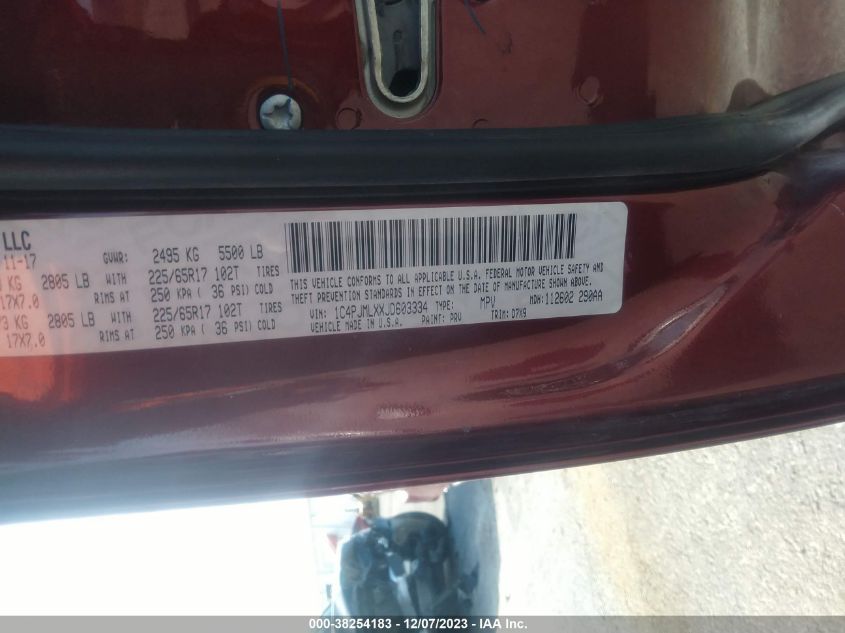 LLC
11-17
GVWR: 2495 KG 5500 LB
KG 2805 LB WITH 225/65R17 102T TIRES
17X7.0 RIMS AT 250 KPA ( 36 PSI) COLD
KG 2805 LB WITH 225/65R17 102T TIRES
17X7.0 RIMS AT 250 KPA ( 36 PSI) COLD
THIS VEHICLE CONFORMS TO ALL APPLICABLE U.S.A. FEDERAL MOTOR VEHICLE SAFETY AND
THEFT PREVENTION STANDARDS IN EFFECT ON THE DATE OF MANUFACTURE SHOWN ABOVE.
VIN: 1C4PJMLXXJD603334 TYPE: MPV MDH: 112602 290AA
VEHICLE MADE IN U.S.A. PAINT: PRV TRIM: D7X9
000-38254183 - 12/07/2023 - IAA Inc.